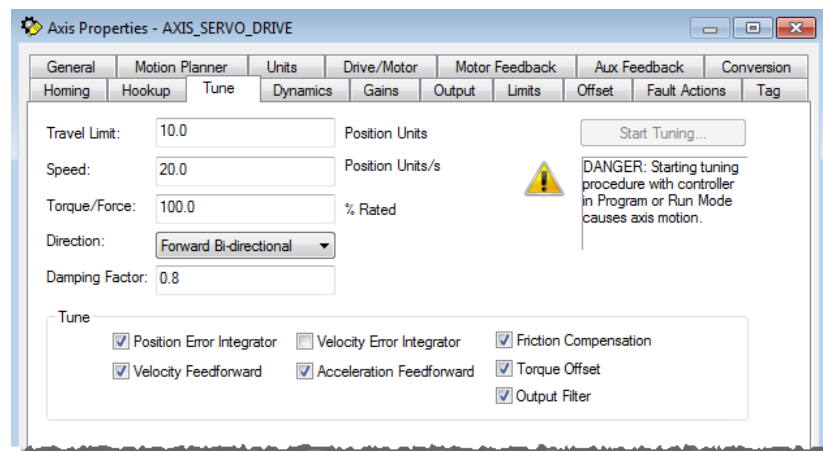 Axis Properties - AXIS_SERVO_DRIVE
General Motion Planner Units Drive/Motor Motor Feedback Aux Feedback Conversion
Homing Hookup Tune Dynamics Gains Output Limits Offset Fault Actions Tag
Travel Limit: 10.0 Position Units Start Tuning...
Speed: 20.0 Position Units/s
DANGER: Starting tuning
procedure with controller
in Program or Run Mode
causes axis motion.
Torque/Force: 100.0 % Rated
Direction: Forward Bi-directional
Damping Factor: 0.8
Tune
Position Error Integrator Velocity Error Integrator Friction Compensation
Velocity Feedforward Acceleration Feedforward Torque Offset
Output Filter